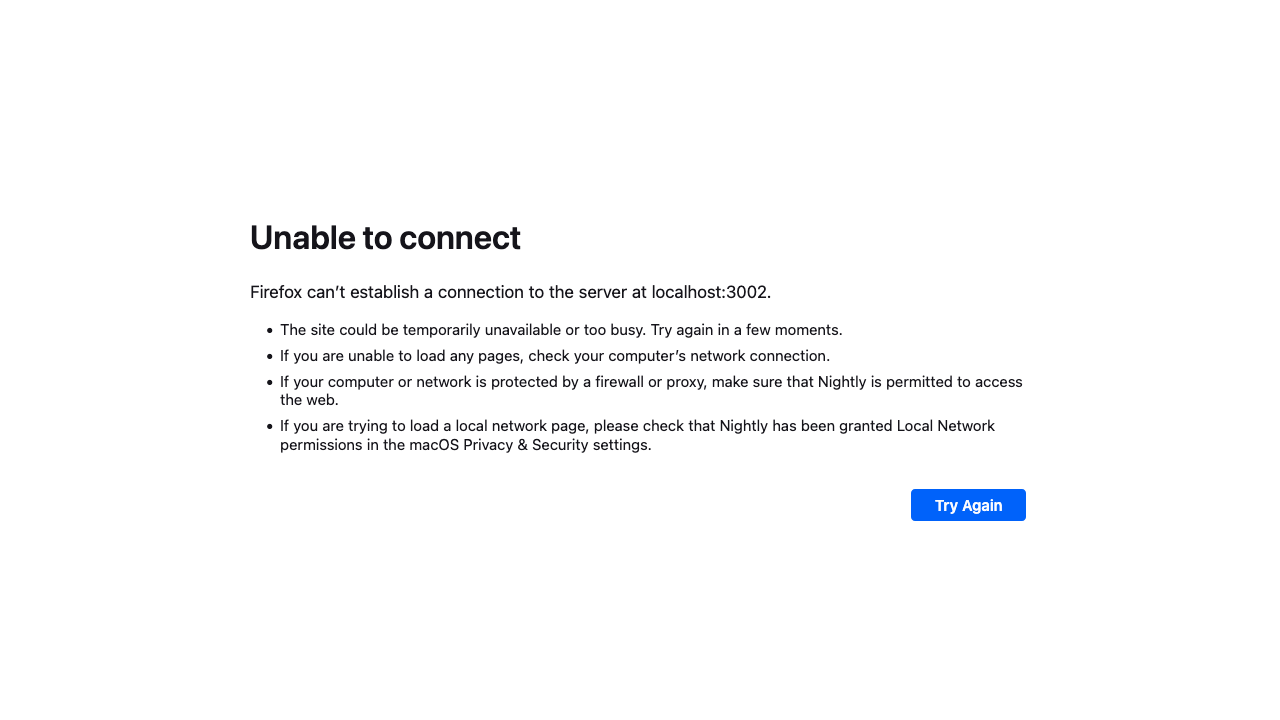 Unable to connect
Firefox can’t establish a connection to the server at localhost:3002.
• The site could be temporarily unavailable or too busy. Try again in a few moments.
• If you are unable to load any pages, check your computer’s network connection.
• If your computer or network is protected by a firewall or proxy, make sure that Nightly is permitted to access
the web.
• If you are trying to load a local network page, please check that Nightly has been granted Local Network
permissions in the macOS Privacy & Security settings.
Try Again